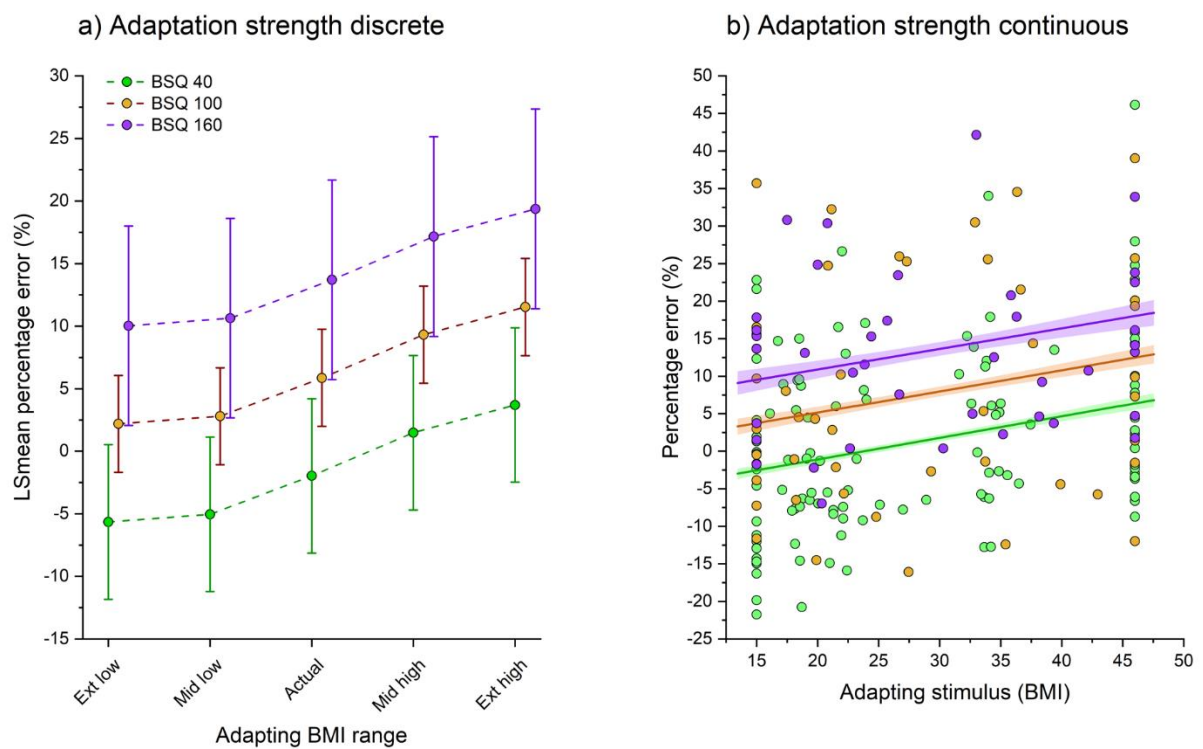 a) Adaptation strength discrete
LSmean percentage error (%)
30
25
20
15
10
5
0
-5
-10
-15
BSQ 40
BSQ 100
BSQ 160
Ext low
Mid low
Actual
Mid high
Ext high
Adapting BMI range
b) Adaptation strength continuous
Percentage error (%)
50
45
40
35
30
25
20
15
10
5
0
-5
-10
-15
-20
-25
15 20 25 30 35 40 45 50
Adapting stimulus (BMI)